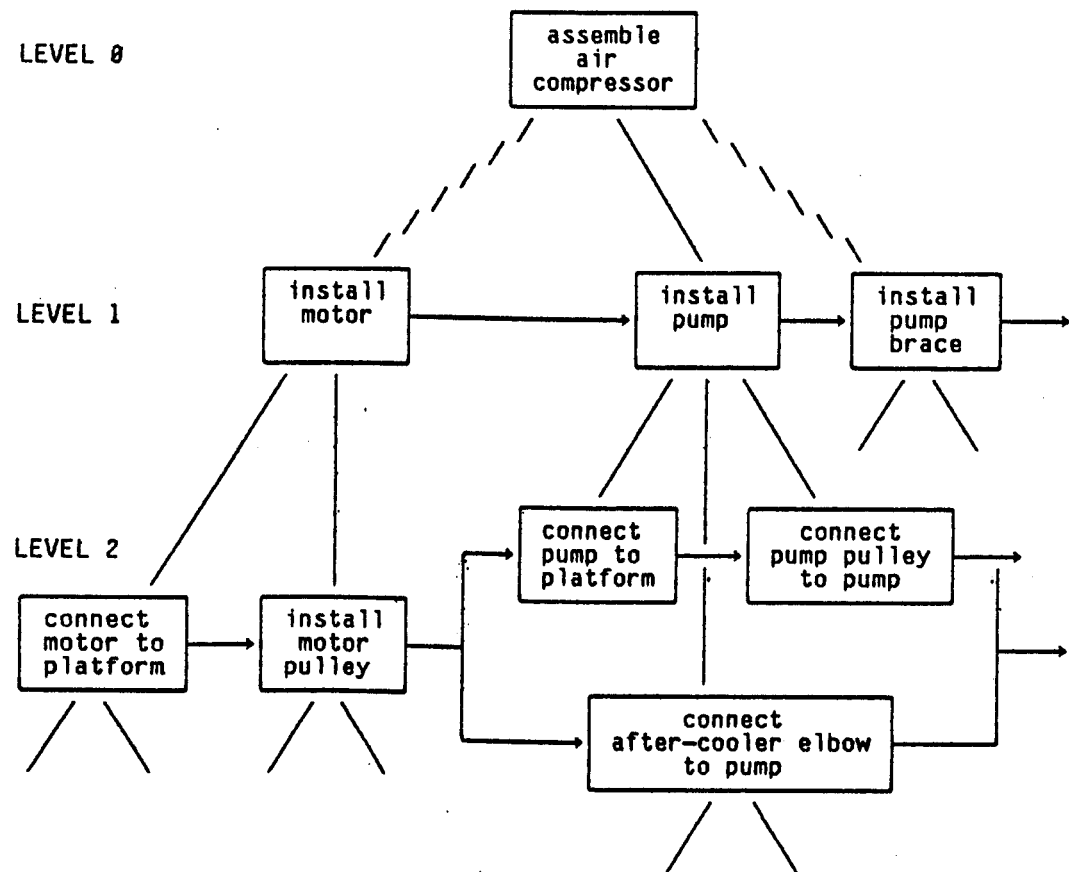 LEVEL 0
assemble
air
compressor
LEVEL 1
install
motor
install
pump
install
pump
brace
LEVEL 2
connect
motor to
platform
install
motor
pulley
connect
pump to
platform
connect
pump pulley
to pump
connect
after-cooler elbow
to pump